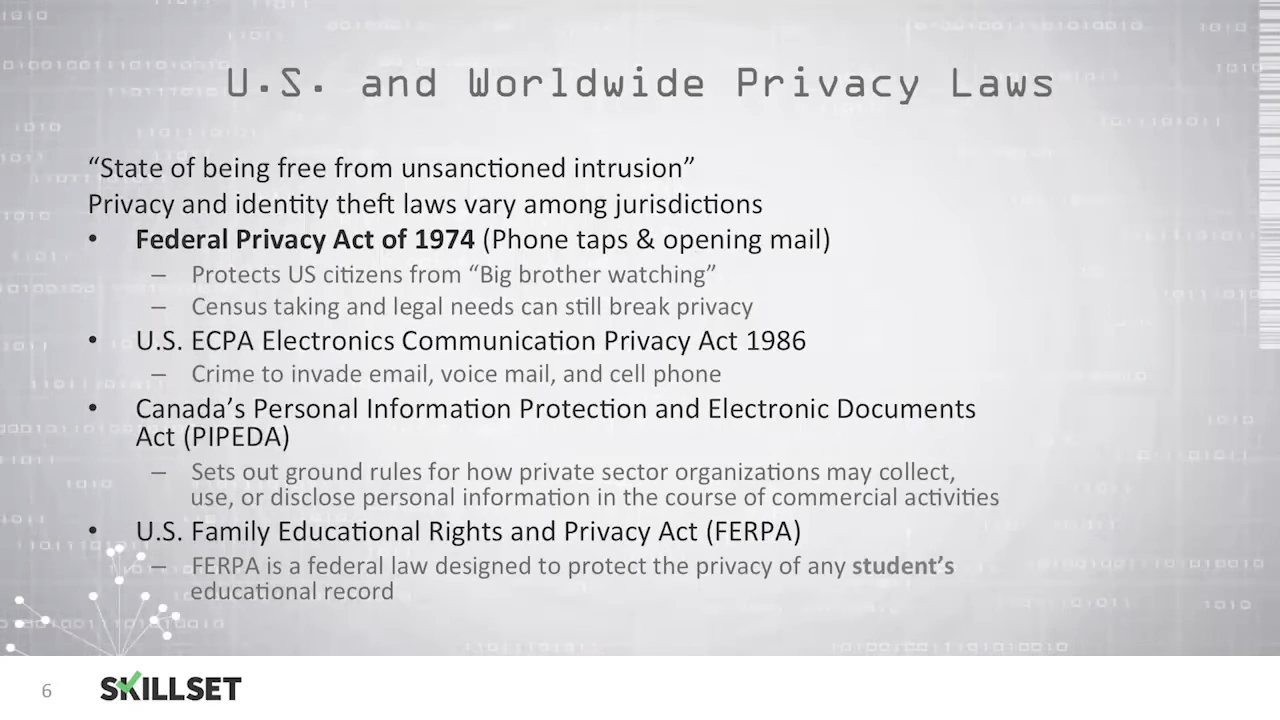 U.S. and Worldwide Privacy Laws
“State of being free from unsanctioned intrusion”
Privacy and identity theft laws vary among jurisdictions
• Federal Privacy Act of 1974 (Phone taps & opening mail)
– Protects US citizens from “Big brother watching”
– Census taking and legal needs can still break privacy
• U.S. ECPA Electronics Communication Privacy Act 1986
– Crime to invade email, voice mail, and cell phone
• Canada’s Personal Information Protection and Electronic Documents
Act (PIPEDA)
– Sets out ground rules for how private sector organizations may collect,
use, or disclose personal information in the course of commercial activities
• U.S. Family Educational Rights and Privacy Act (FERPA)
– FERPA is a federal law designed to protect the privacy of any student’s
educational record
6 SKILLSET